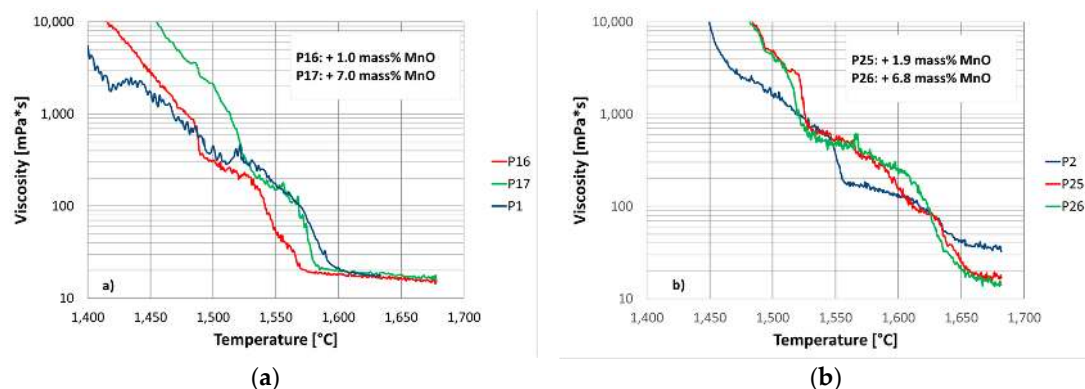 10,000
1,000
100
10
Viscosity [mPa*s]
P16: + 1.0 mass% MnO
P17: + 7.0 mass% MnO
P16
P17
P1
a)
1,400 1,450 1,500 1,550 1,600 1,650 1,700
Temperature [°C]
(a)
10,000
1,000
100
10
Viscosity [mPa*s]
P25: + 1.9 mass% MnO
P26: + 6.8 mass% MnO
P2
P25
P26
b)
1,400 1,450 1,500 1,550 1,600 1,650 1,700
Temperature [°C]
(b)